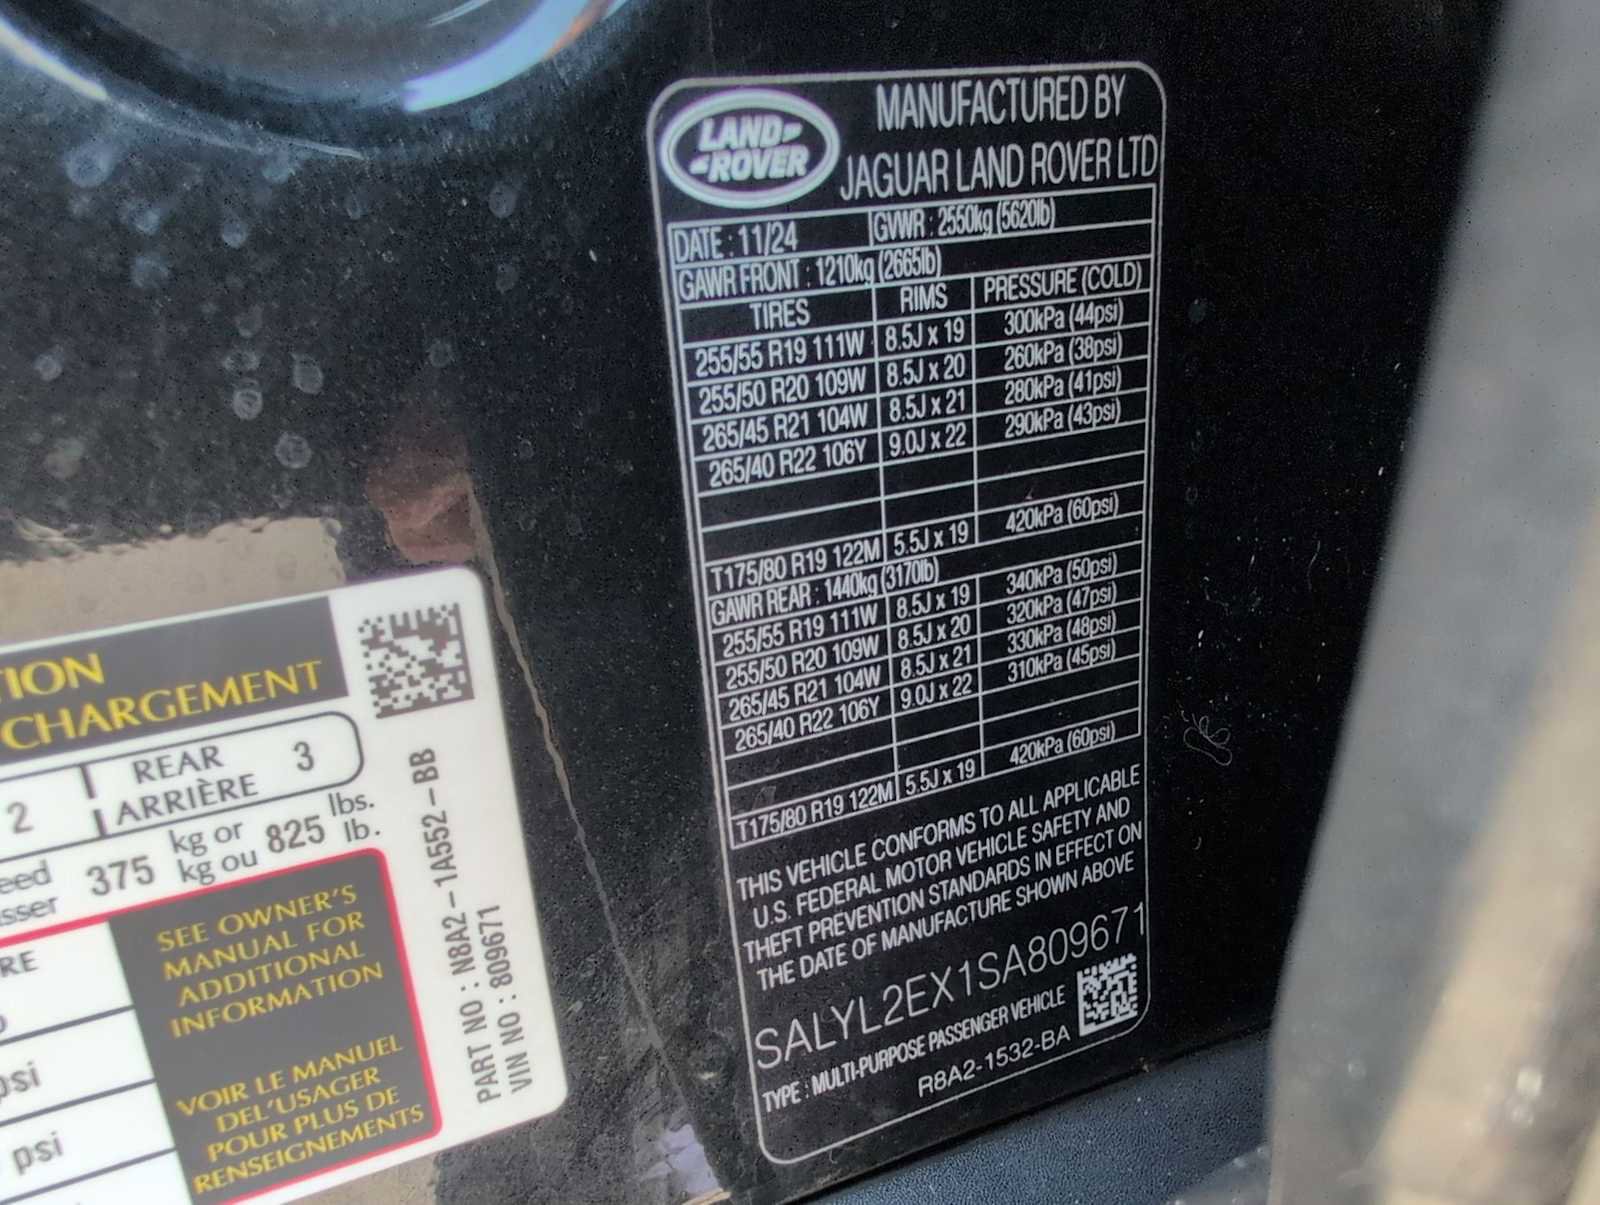 LAND
ROVER
MANUFACTURED BY
JAGUAR LAND ROVER LTD
DATE : 11/24 GVWR : 2550kg (5620lb)
GAWR FRONT : 1210kg (2665lb)
TIRES RIMS PRESSURE (COLD)
255/55 R19 111W 8.5J x 19 300kPa (44psi)
255/50 R20 109W 8.5J x 20 260kPa (38psi)
265/45 R21 104W 8.5J x 21 280kPa (41psi)
265/40 R22 106Y 9.0J x 22 290kPa (43psi)
T175/80 R19 122M 5.5J x 19 420kPa (60psi)
GAWR REAR : 1440kg (3170lb)
255/55 R19 111W 8.5J x 19 340kPa (50psi)
255/50 R20 109W 8.5J x 20 320kPa (47psi)
265/45 R21 104W 8.5J x 21 330kPa (48psi)
265/40 R22 106Y 9.0J x 22 310kPa (45psi)
T175/80 R19 122M 5.5J x 19 420kPa (60psi)
THIS VEHICLE CONFORMS TO ALL APPLICABLE
U.S. FEDERAL MOTOR VEHICLE SAFETY AND
THEFT PREVENTION STANDARDS IN EFFECT ON
THE DATE OF MANUFACTURE SHOWN ABOVE
SALYL2EX1SA809671
TYPE : MULTI-PURPOSE PASSENGER VEHICLE
R8A2-1532-BA
TION
CHARGEMENT
2 REAR 3
ARRIÈRE
eed 375 kg or 825 lbs.
sser kg ou lb.
RE
psi
psi
SEE OWNER'S
MANUAL FOR
ADDITIONAL
INFORMATION
VOIR LE MANUEL
DEL'USAGER
POUR PLUS DE
RENSEIGNEMENTS
PART NO : N8A2-1A552-BB
VIN NO : 809671